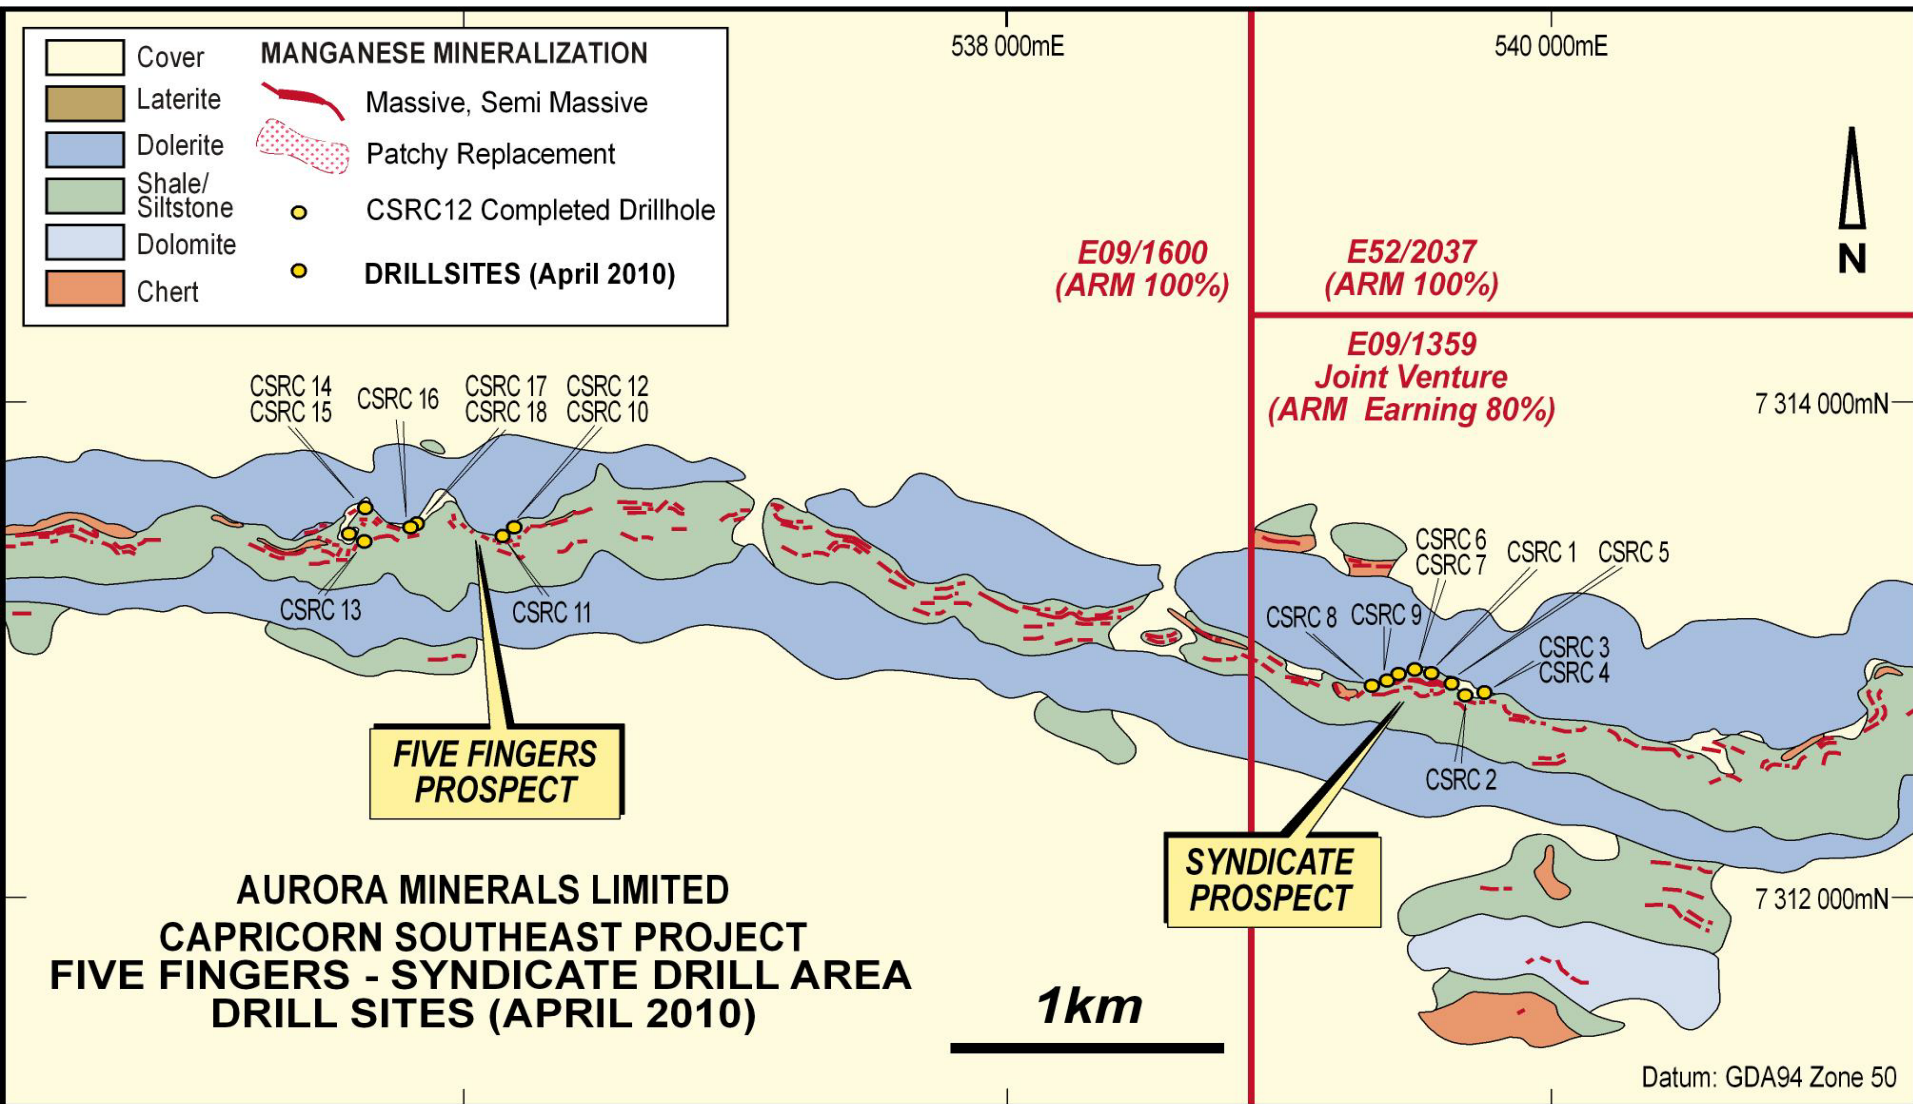 Cover
Laterite
Dolerite
Shale/
Siltstone
Dolomite
Chert
MANGANESE MINERALIZATION
Massive, Semi Massive
Patchy Replacement
CSRC12 Completed Drillhole
DRILLSITES (April 2010)
538 000mE
540 000mE
E09/1600
(ARM 100%)
E52/2037
(ARM 100%)
N
E09/1359
Joint Venture
(ARM Earning 80%)
7 314 000mN
CSRC 14
CSRC 15
CSRC 16
CSRC 17
CSRC 18
CSRC 12
CSRC 10
CSRC 13
CSRC 11
CSRC 6
CSRC 7
CSRC 1
CSRC 5
CSRC 8
CSRC 9
CSRC 3
CSRC 4
CSRC 2
FIVE FINGERS
PROSPECT
SYNDICATE
PROSPECT
7 312 000mN
AURORA MINERALS LIMITED
CAPRICORN SOUTHEAST PROJECT
FIVE FINGERS - SYNDICATE DRILL AREA
DRILL SITES (APRIL 2010)
1km
Datum: GDA94 Zone 50